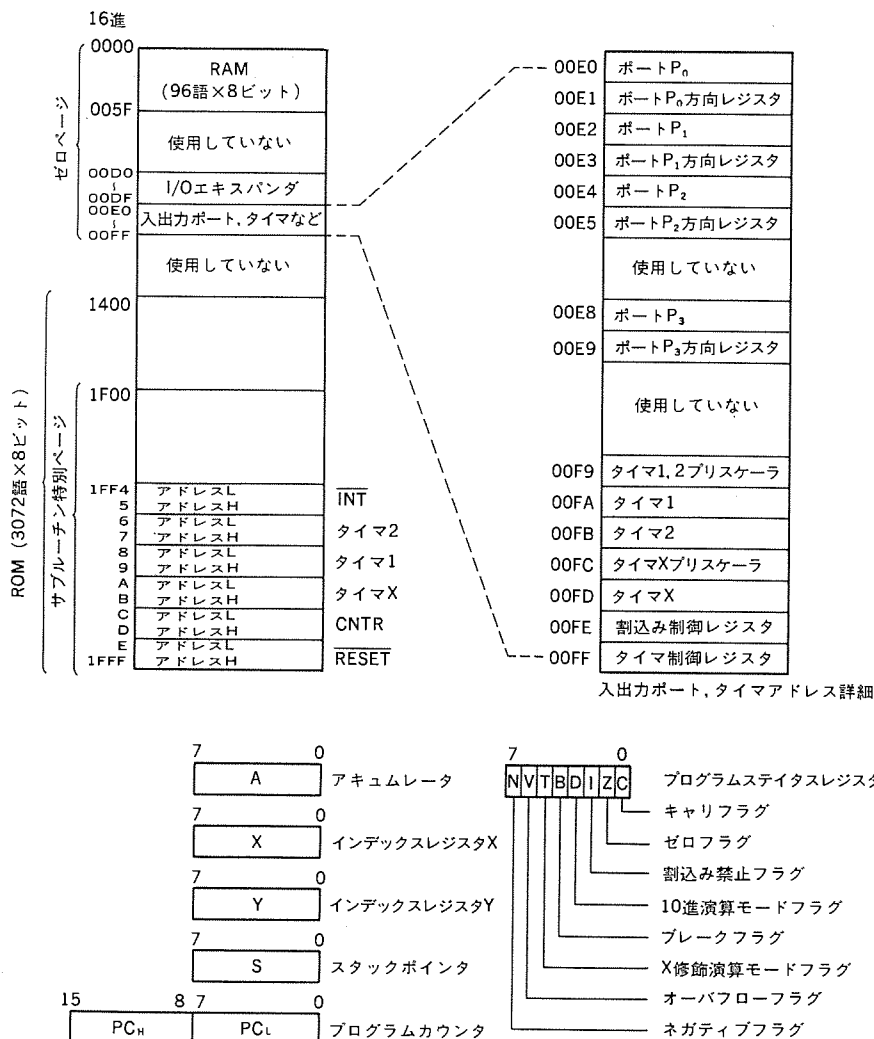 16進
0000
RAM
(96語×8ビット)
005F
使用していない
ゼロページ
00D0
~
00DF
I/Oエキスパンダ
00E0
~
00FF
入出力ポート, タイマなど
使用していない
1400
1F00
ROM (3072語×8ビット)
サブルーチン特別ページ
1FF4 アドレスL
5 アドレスH
INT
6 アドレスL
7 アドレスH
タイマ2
8 アドレスL
9 アドレスH
タイマ1
A アドレスL
B アドレスH
タイマX
C アドレスL
D アドレスH
CNTR
E アドレスL
1FFF アドレスH
RESET
00E0 ポートP₀
00E1 ポートP₀方向レジスタ
00E2 ポートP₁
00E3 ポートP₁方向レジスタ
00E4 ポートP₂
00E5 ポートP₂方向レジスタ
使用していない
00E8 ポートP₃
00E9 ポートP₃方向レジスタ
使用していない
00F9 タイマ1, 2プリスケーラ
00FA タイマ1
00FB タイマ2
00FC タイマXプリスケーラ
00FD タイマX
00FE 割込み制御レジスタ
00FF タイマ制御レジスタ
入出力ポート, タイマアドレス詳細
7 0
A アキュムレータ
7 0
X インデックスレジスタX
7 0
Y インデックスレジスタY
7 0
S スタックポインタ
15 8 7 0
PCH PCL プログラムカウンタ
7 0
N V T B D I Z C プログラムステイタスレジスタ
キャリフラグ
ゼロフラグ
割込み禁止フラグ
10進演算モードフラグ
ブレークフラグ
X修飾演算モードフラグ
オーバフローフラグ
ネガティブフラグ